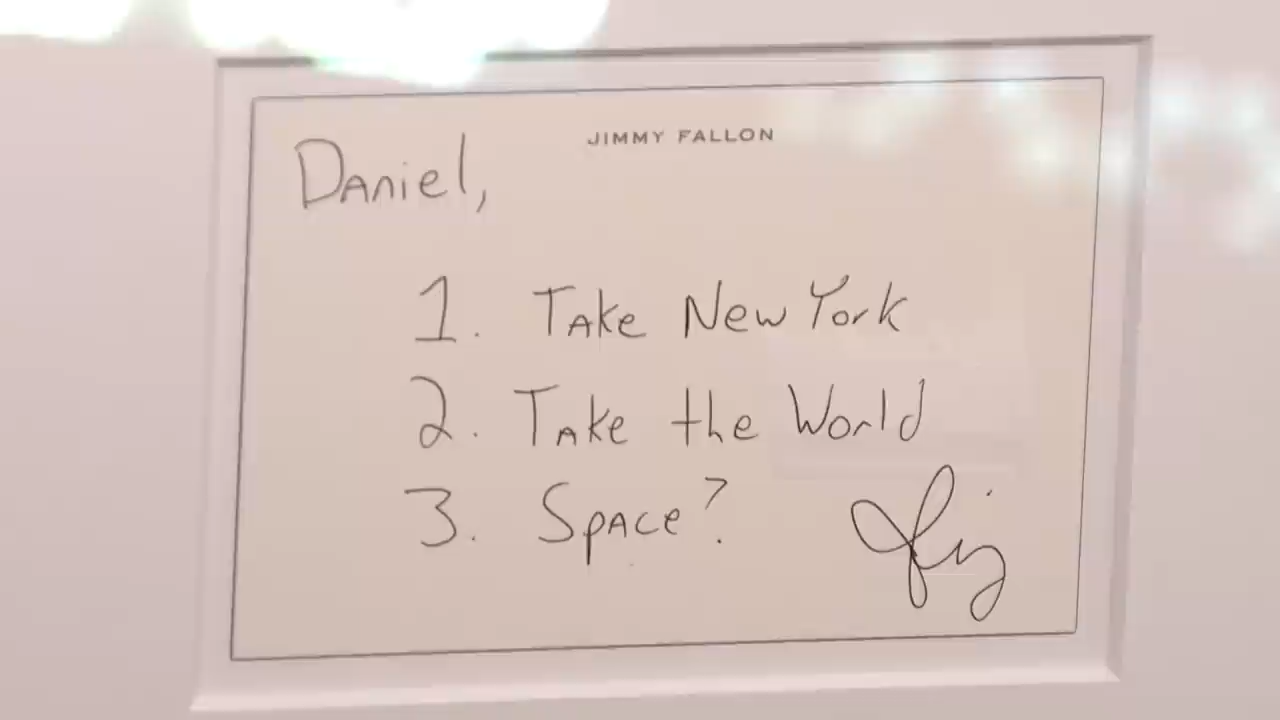 JIMMY FALLON
Daniel,
1. Take New York
2. Take the World
3. Space?